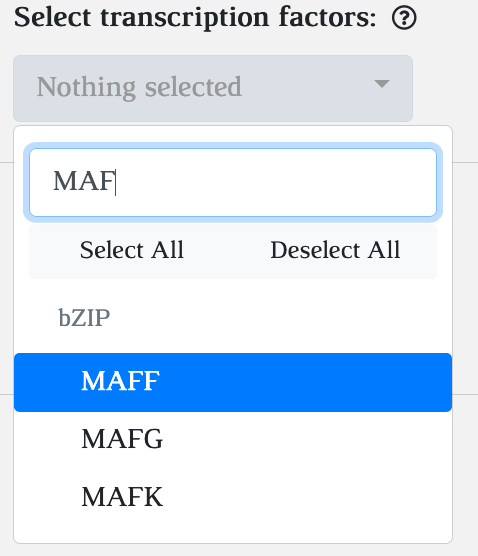 Select transcription factors: ?
Nothing selected
MAF
Select All Deselect All
bZIP
MAFF
MAFG
MAFK